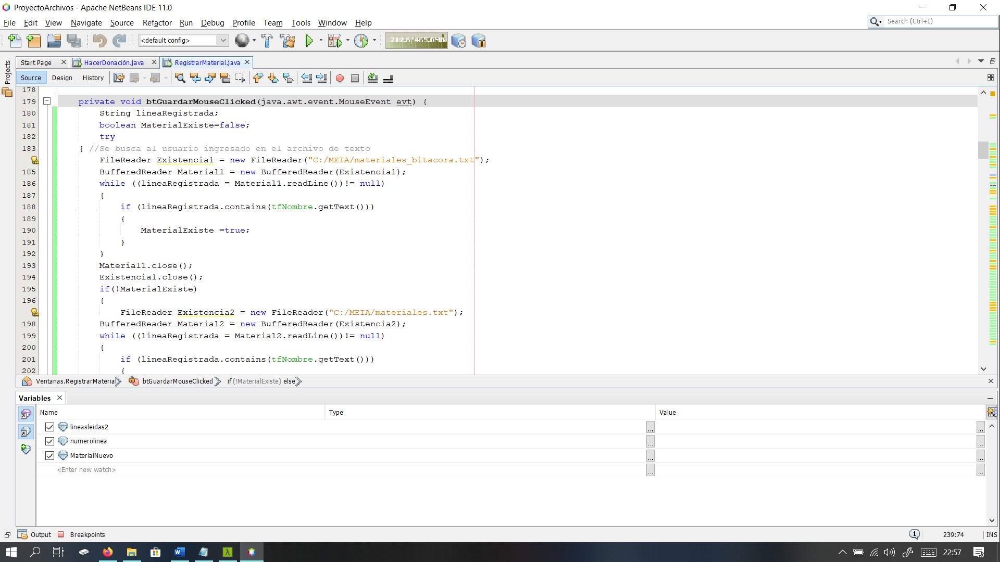 ProyectoArchivos - Apache NetBeans IDE 11.0
File Edit View Navigate Source Refactor Run Debug Profile Team Tools Window Help
Search (Ctrl+I)
<default config>
212.6/465.0MB
Projects
Start Page
HacerDonación.java
RegistrarMaterial.java
Source Design History
178
179 private void btGuardarMouseClicked(java.awt.event.MouseEvent evt) {
180 String lineaRegistrada;
181 boolean MaterialExiste=false;
182 try
183 { //Se busca al usuario ingresado en el archivo de texto
FileReader Existencia1 = new FileReader("C:/MEIA/materiales_bitacora.txt");
185 BufferedReader Material1 = new BufferedReader(Existencia1);
186 while ((lineaRegistrada = Material1.readLine())!= null)
187 {
188 if (lineaRegistrada.contains(tfNombre.getText()))
189 {
190 MaterialExiste =true;
191 }
192 }
193 Material1.close();
194 Existencia1.close();
195 if(!MaterialExiste)
196 {
FileReader Existencia2 = new FileReader("C:/MEIA/materiales.txt");
198 BufferedReader Material2 = new BufferedReader(Existencia2);
199 while ((lineaRegistrada = Material2.readLine())!= null)
200 {
201 if (lineaRegistrada.contains(tfNombre.getText()))
202 {
Ventanas.RegistrarMaterial btGuardarMouseClicked if (!MaterialExiste) else
Variables
Name Type Value
lineasleidas2
numerolinea
MaterialNuevo
<Enter new watch>
Output Breakpoints 1 239:74 INS
22:57